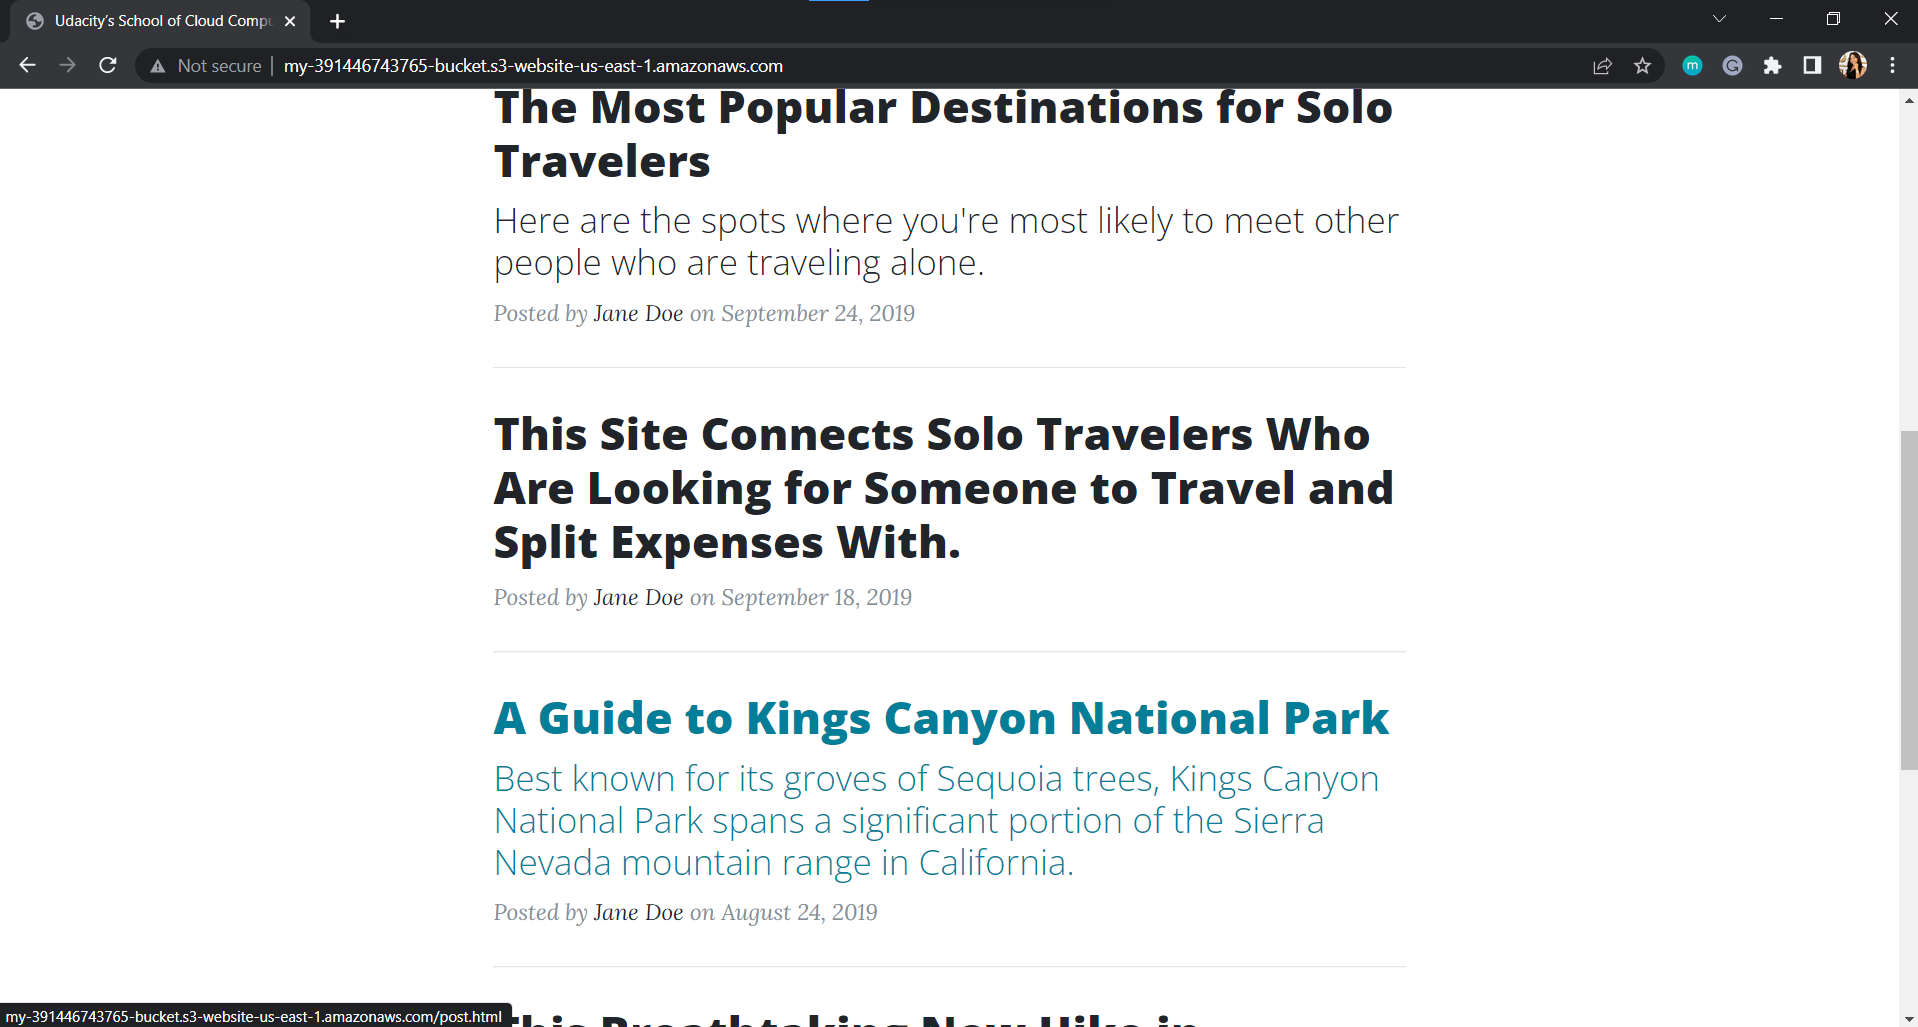 Udacity's School of Cloud Compu
Not secure
my-391446743765-bucket.s3-website-us-east-1.amazonaws.com
m
The Most Popular Destinations for Solo
Travelers
Here are the spots where you're most likely to meet other
people who are traveling alone.
Posted by Jane Doe on September 24, 2019
This Site Connects Solo Travelers Who
Are Looking for Someone to Travel and
Split Expenses With.
Posted by Jane Doe on September 18, 2019
A Guide to Kings Canyon National Park
Best known for its groves of Sequoia trees, Kings Canyon
National Park spans a significant portion of the Sierra
Nevada mountain range in California.
Posted by Jane Doe on August 24, 2019
This Breathtaking New Hike in
my-391446743765-bucket.s3-website-us-east-1.amazonaws.com/post.html